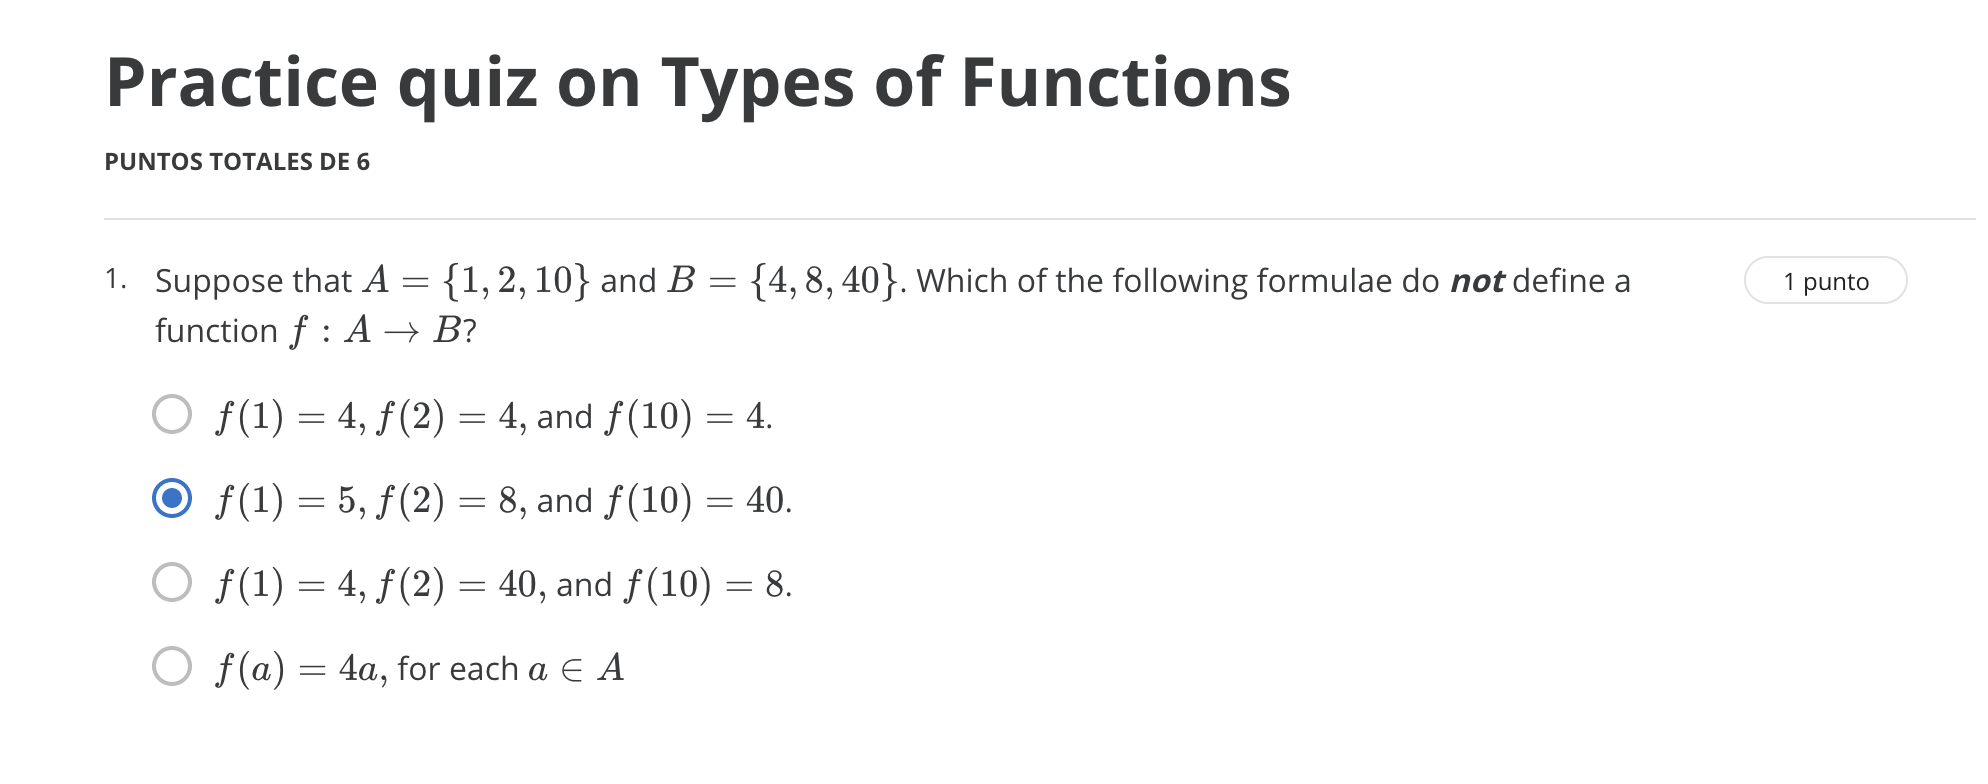 Practice quiz on Types of Functions
PUNTOS TOTALES DE 6
1. Suppose that A = {1, 2, 10} and B = {4, 8, 40}. Which of the following formulae do not define a
function f : A → B?
1 punto
f(1) = 4, f(2) = 4, and f(10) = 4.
f(1) = 5, f(2) = 8, and f(10) = 40.
f(1) = 4, f(2) = 40, and f(10) = 8.
f(a) = 4a, for each a ∈ A